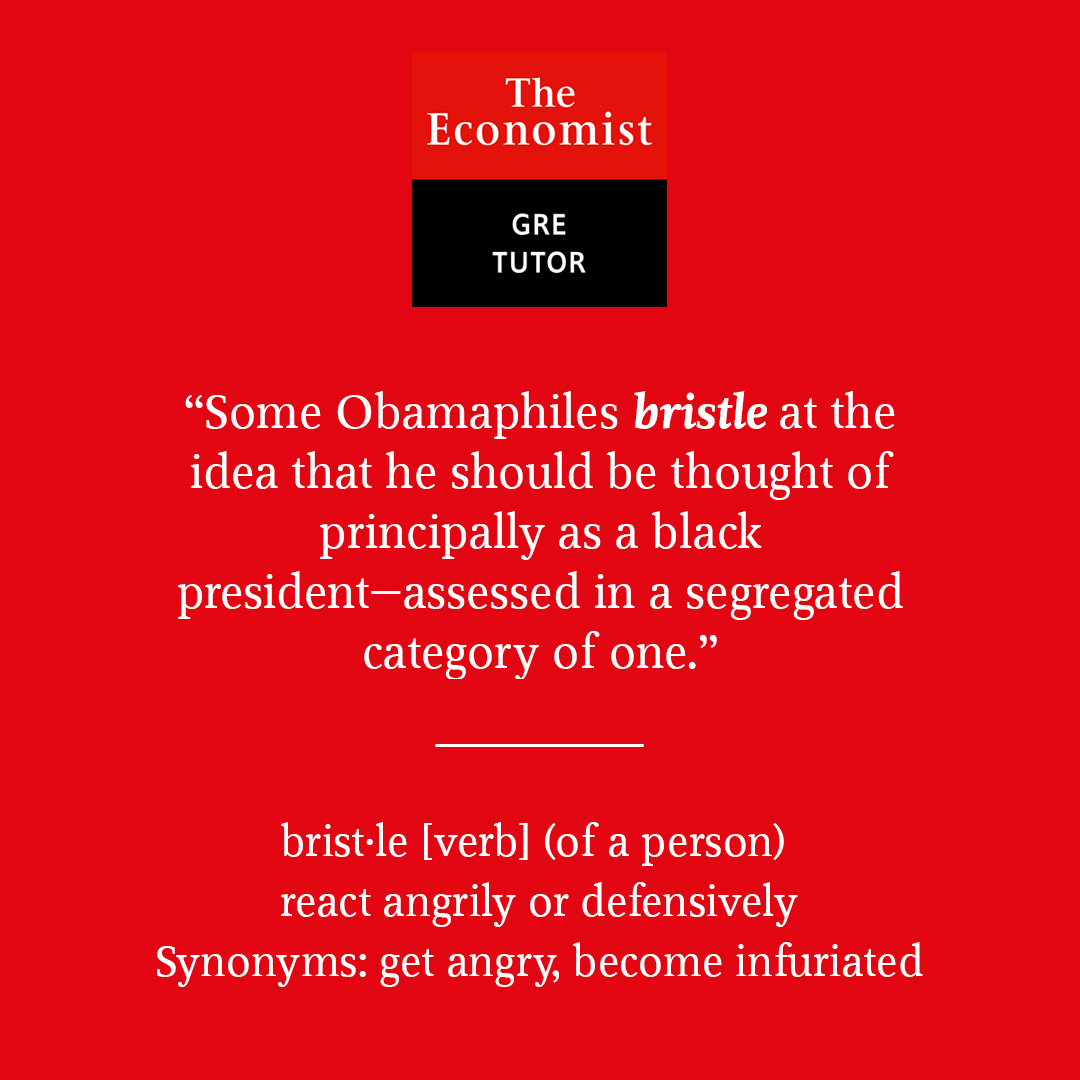 The
Economist
GRE
TUTOR
“Some Obamaphiles bristle at the
idea that he should be thought of
principally as a black
president—assessed in a segregated
category of one.”
brist·le [verb] (of a person)
react angrily or defensively
Synonyms: get angry, become infuriated